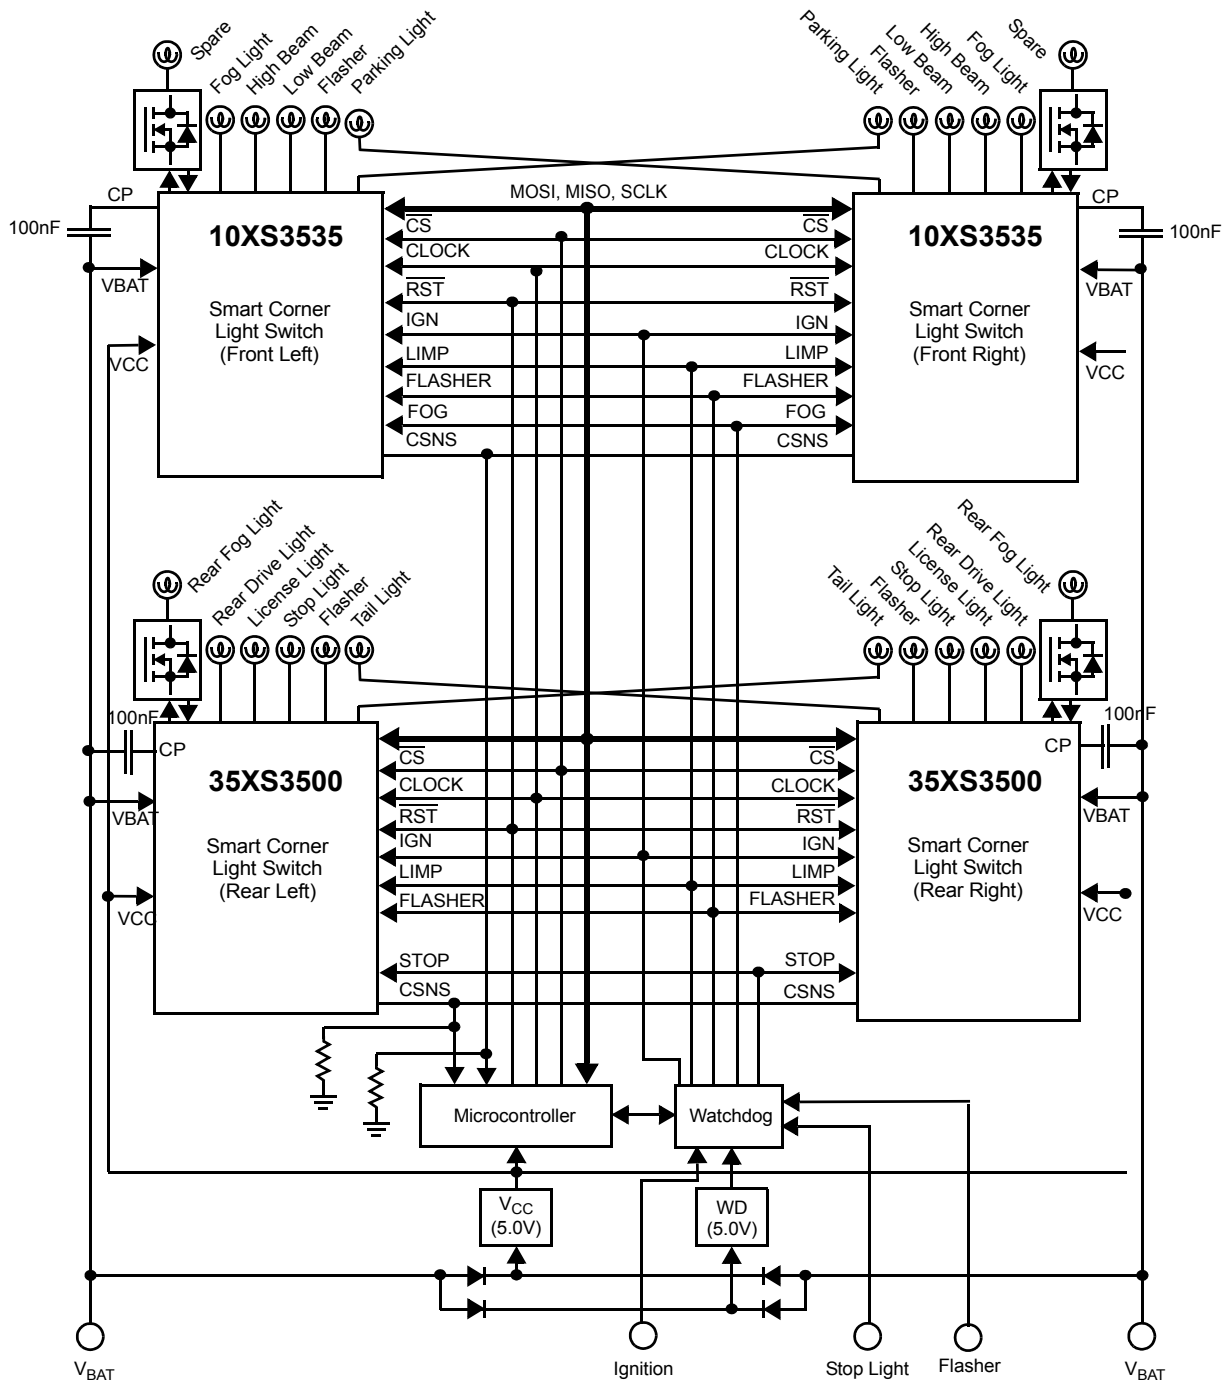 Spare
Fog Light
High Beam
Low Beam
Flasher
Parking Light
Parking Light
Flasher
Low Beam
High Beam
Fog Light
Spare
CP
MOSI, MISO, SCLK
CP
100nF
10XS3535
CS
CS
10XS3535
100nF
CLOCK
CLOCK
VBAT
RST
RST
VBAT
Smart Corner
Light Switch
(Front Left)
IGN
IGN
Smart Corner
Light Switch
(Front Right)
VCC
LIMP
LIMP
VCC
FLASHER
FLASHER
FOG
FOG
CSNS
CSNS
Rear Fog Light
Rear Drive Light
License Light
Stop Light
Flasher
Tail Light
Tail Light
Flasher
Stop Light
License Light
Rear Drive Light
Rear Fog Light
100nF
100nF
CP
CP
35XS3500
CS
CS
35XS3500
CLOCK
CLOCK
VBAT
RST
RST
VBAT
Smart Corner
Light Switch
(Rear Left)
IGN
IGN
Smart Corner
Light Switch
(Rear Right)
LIMP
LIMP
VCC
FLASHER
FLASHER
VCC
STOP
STOP
CSNS
CSNS
Microcontroller
Watchdog
VCC
(5.0V)
WD
(5.0V)
VBAT
Ignition
Stop Light
Flasher
VBAT